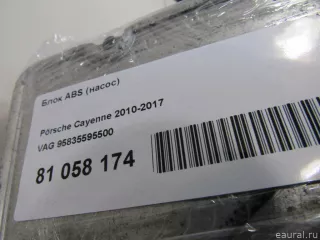 Блок ABS (насос)
Porsche Cayenne 2010-2017
VAG 95835595500
81 058 174
© eaural.ru